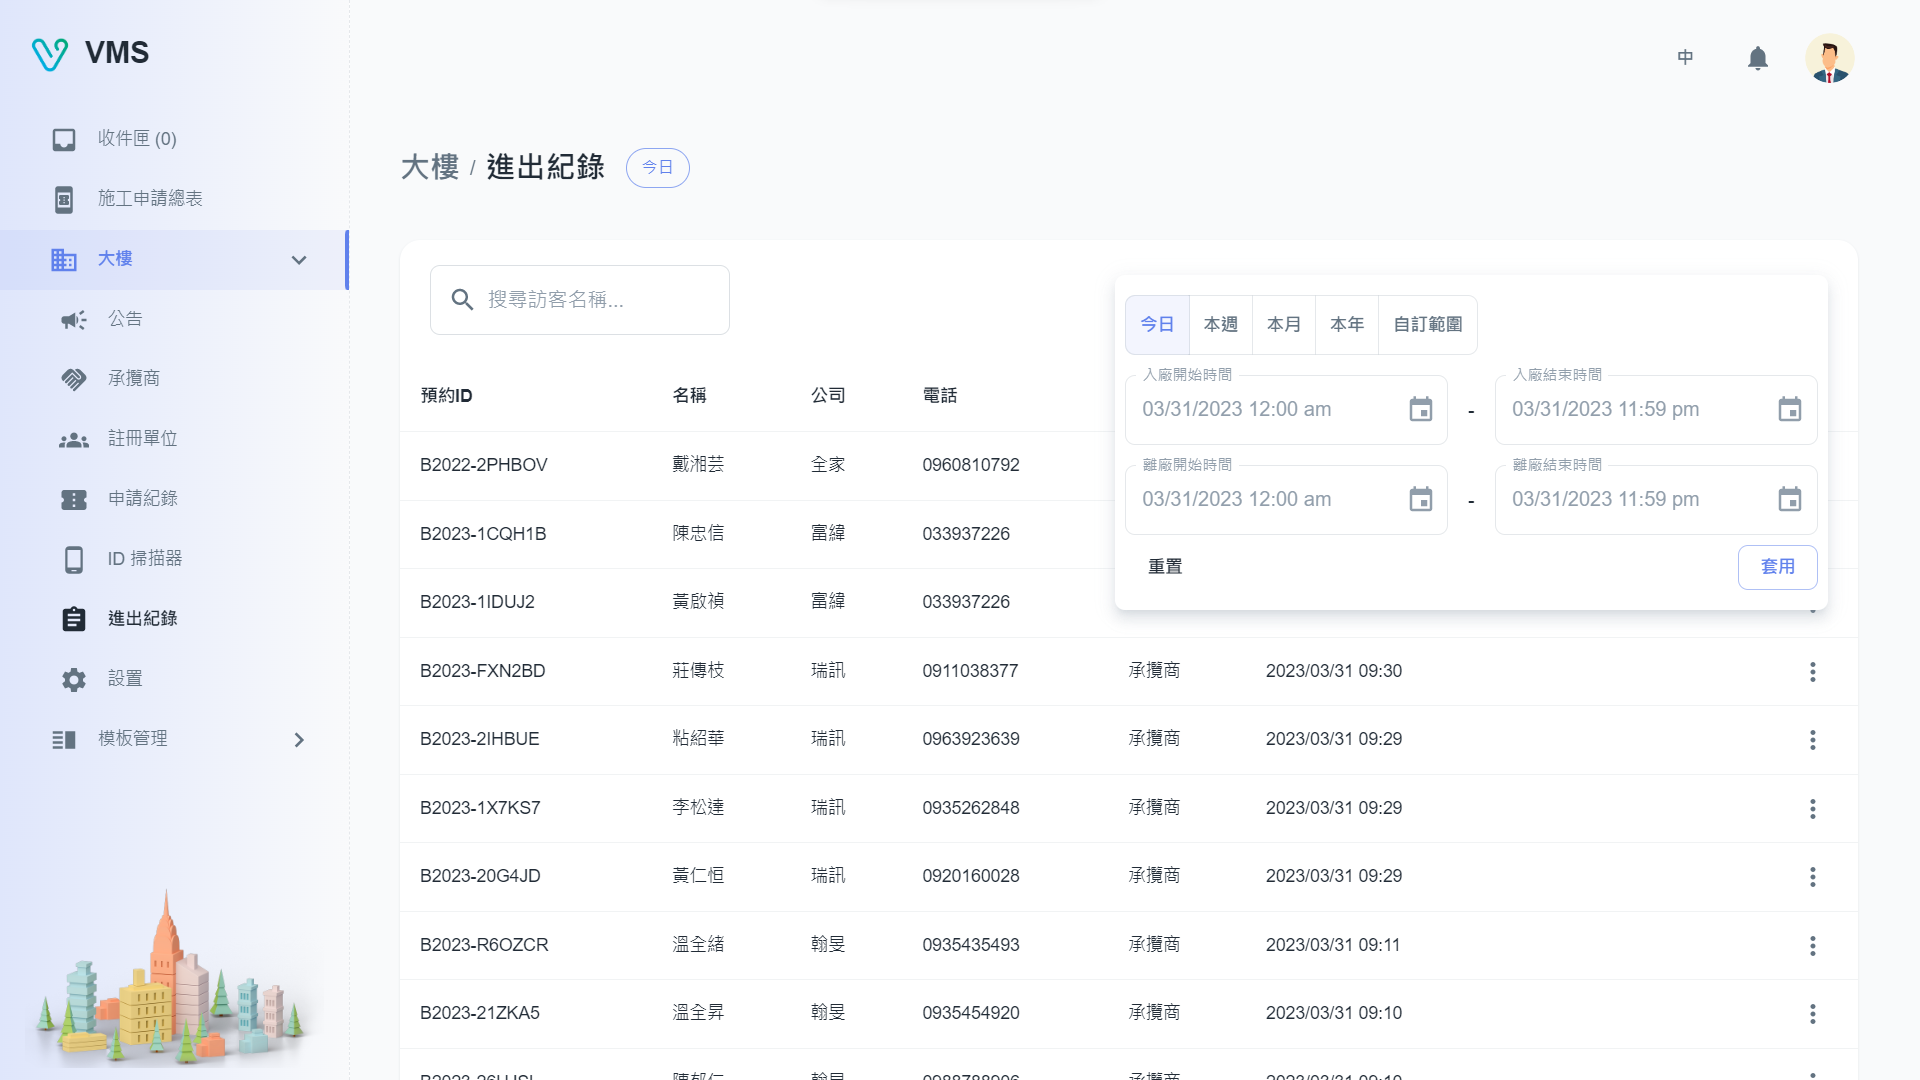 VMS
中
收件匣 (0)
施工申請總表
大樓
公告
承攬商
註冊單位
申請紀錄
ID 掃描器
進出紀錄
設置
模板管理
大樓 / 進出紀錄 今日
搜尋訪客名稱...
今日 本週 本月 本年 自訂範圍
入廠開始時間 入廠結束時間
03/31/2023 12:00 am - 03/31/2023 11:59 pm
離廠開始時間 離廠結束時間
03/31/2023 12:00 am - 03/31/2023 11:59 pm
重置 套用
預約ID 名稱 公司 電話
B2022-2PHBOV 戴湘芸 全家 0960810792
B2023-1CQH1B 陳忠信 富緯 033937226
B2023-1IDUJ2 黃啟禎 富緯 033937226
B2023-FXN2BD 莊傳枝 瑞訊 0911038377 承攬商 2023/03/31 09:30
B2023-2IHBUE 粘紹華 瑞訊 0963923639 承攬商 2023/03/31 09:29
B2023-1X7KS7 李松達 瑞訊 0935262848 承攬商 2023/03/31 09:29
B2023-20G4JD 黃仁恒 瑞訊 0920160028 承攬商 2023/03/31 09:29
B2023-R6OZCR 溫全緒 翰旻 0935435493 承攬商 2023/03/31 09:11
B2023-21ZKA5 溫全昇 翰旻 0935454920 承攬商 2023/03/31 09:10
翰旻 承攬商 2023/03/31 09:10